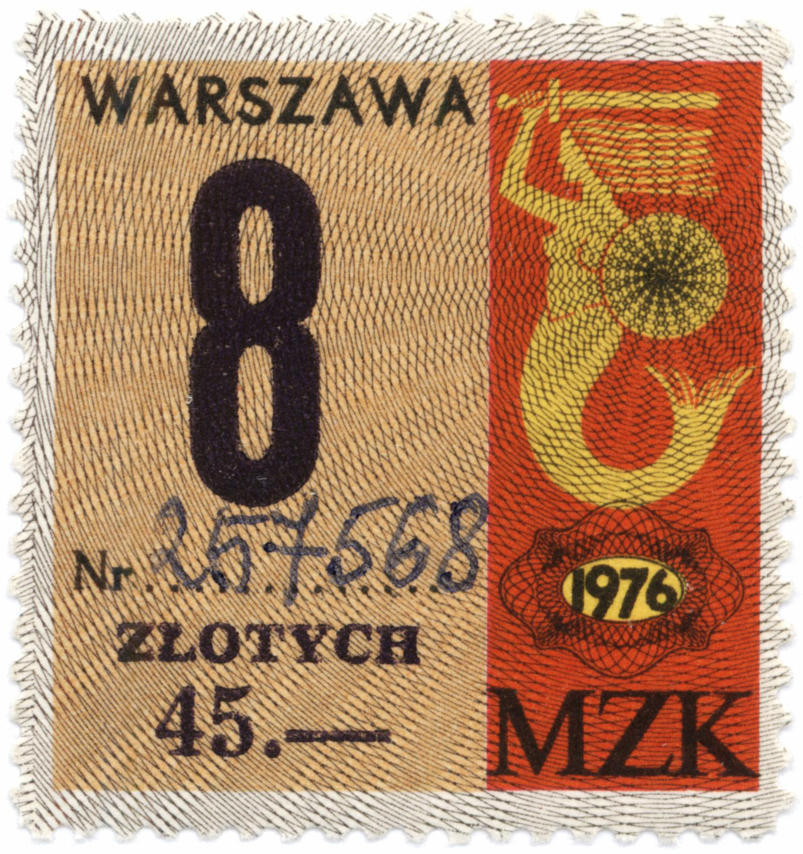 WARSZAWA
8
Nr. 257568
ZŁOTYCH
45.—
1976
MZK